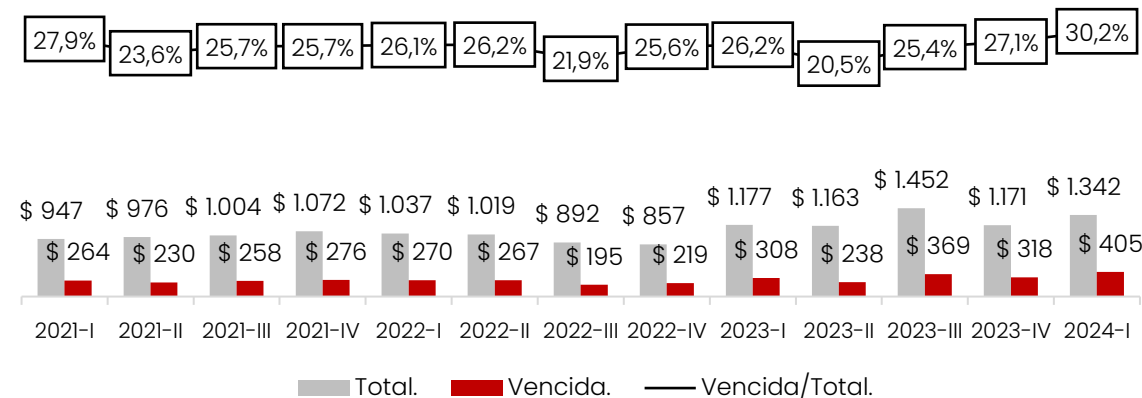 27,9% 23,6% 25,7% 25,7% 26,1% 26,2% 21,9% 25,6% 26,2% 20,5% 25,4% 27,1% 30,2%
$ 947 $ 976 $ 1.004 $ 1.072 $ 1.037 $ 1.019 $ 892 $ 857 $ 1.177 $ 1.163 $ 1.452 $ 1.171 $ 1.342
$ 264 $ 230 $ 258 $ 276 $ 270 $ 267 $ 195 $ 219 $ 308 $ 238 $ 369 $ 318 $ 405
2021-I 2021-II 2021-III 2021-IV 2022-I 2022-II 2022-III 2022-IV 2023-I 2023-II 2023-III 2023-IV 2024-I
Total. Vencida. Vencida/Total.